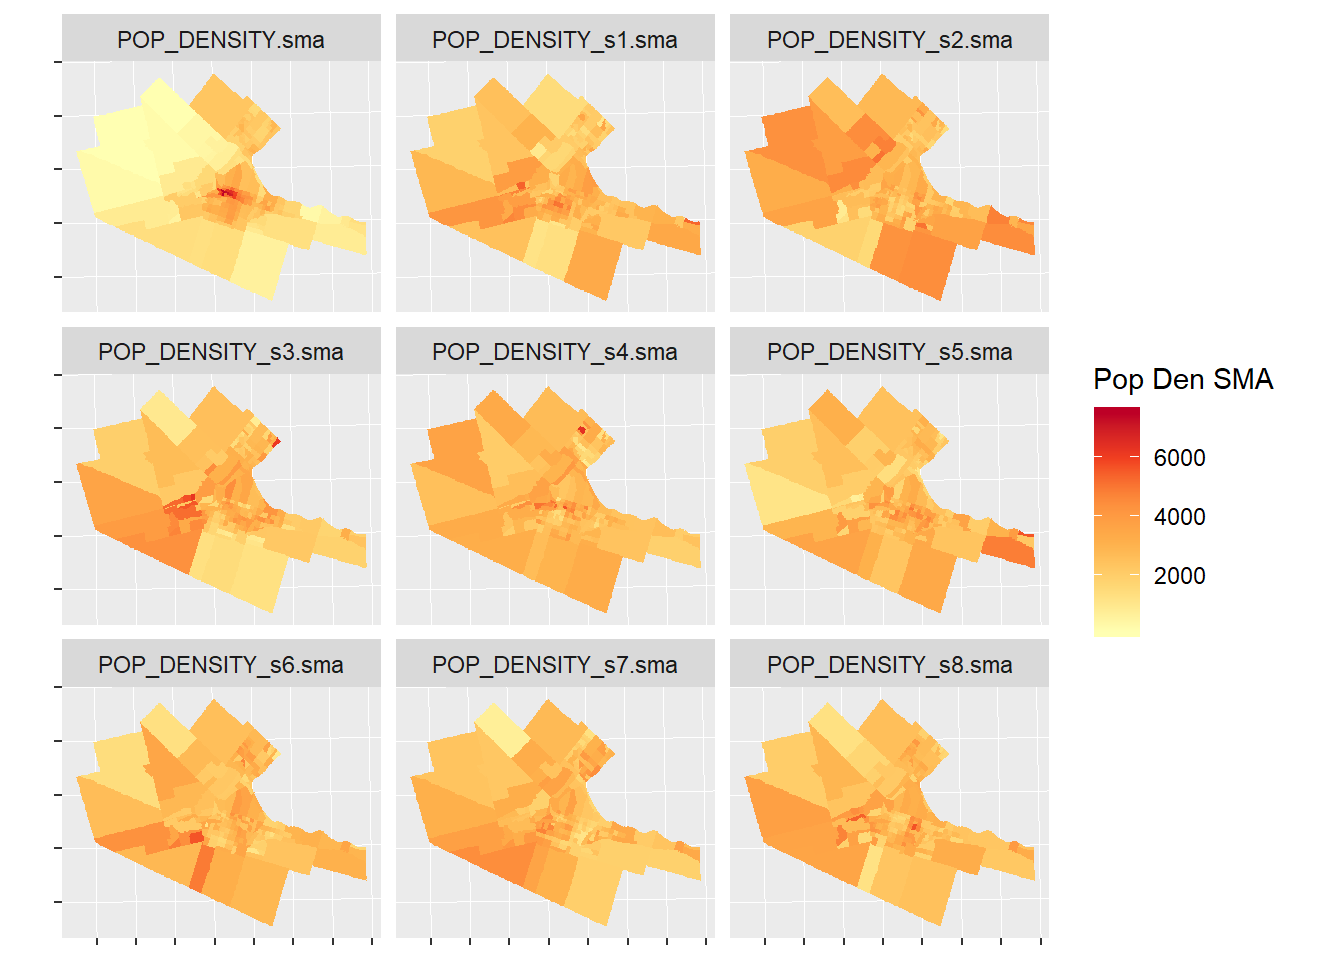 POP_DENSITY.sma
POP_DENSITY_s1.sma
POP_DENSITY_s2.sma
POP_DENSITY_s3.sma
POP_DENSITY_s4.sma
POP_DENSITY_s5.sma
Pop Den SMA
6000
4000
2000
POP_DENSITY_s6.sma
POP_DENSITY_s7.sma
POP_DENSITY_s8.sma